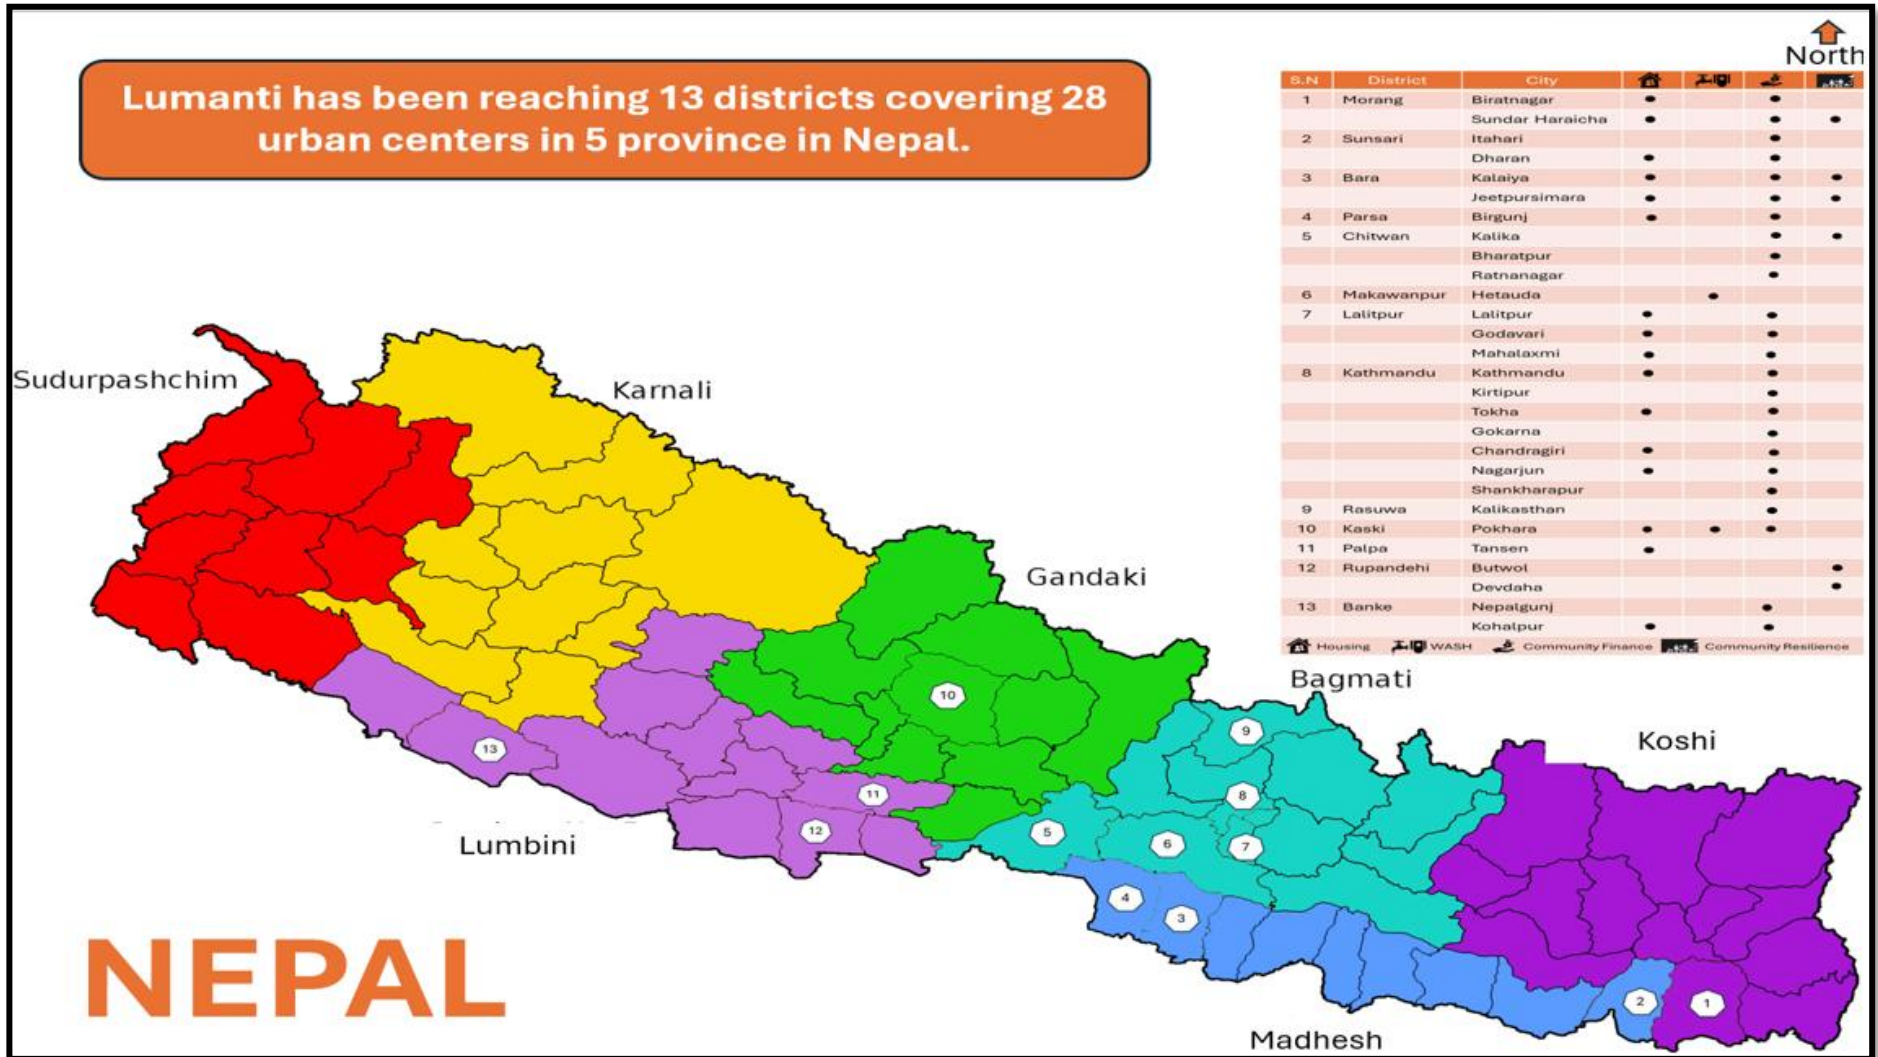 North
Lumanti has been reaching 13 districts covering 28
urban centers in 5 province in Nepal.
S.N District City
1 Morang Biratnagar • •
Sundar Haraicha • • •
2 Sunsari Itahari •
Dharan • •
3 Bara Kalaiya • • •
Jeetpursimara • • •
4 Parsa Birgunj • •
5 Chitwan Kalika • •
Bharatpur •
Ratnanagar •
6 Makawanpur Hetauda •
7 Lalitpur Lalitpur • •
Godavari • •
Mahalaxmi • •
8 Kathmandu Kathmandu • •
Kirtipur •
Tokha • •
Gokarna •
Chandragiri • •
Nagarjun • •
Shankharapur •
9 Rasuwa Kalikasthan •
10 Kaski Pokhara • • •
11 Palpa Tansen •
12 Rupandehi Butwol •
Devdaha •
13 Banke Nepalgunj •
Kohalpur • •
Housing WASH Community Finance Community Resilience
Sudurpashchim
Karnali
Gandaki
Bagmati
Koshi
Lumbini
Madhesh
10
9
13
11
8
12
5
6
7
4
3
2
1
NEPAL